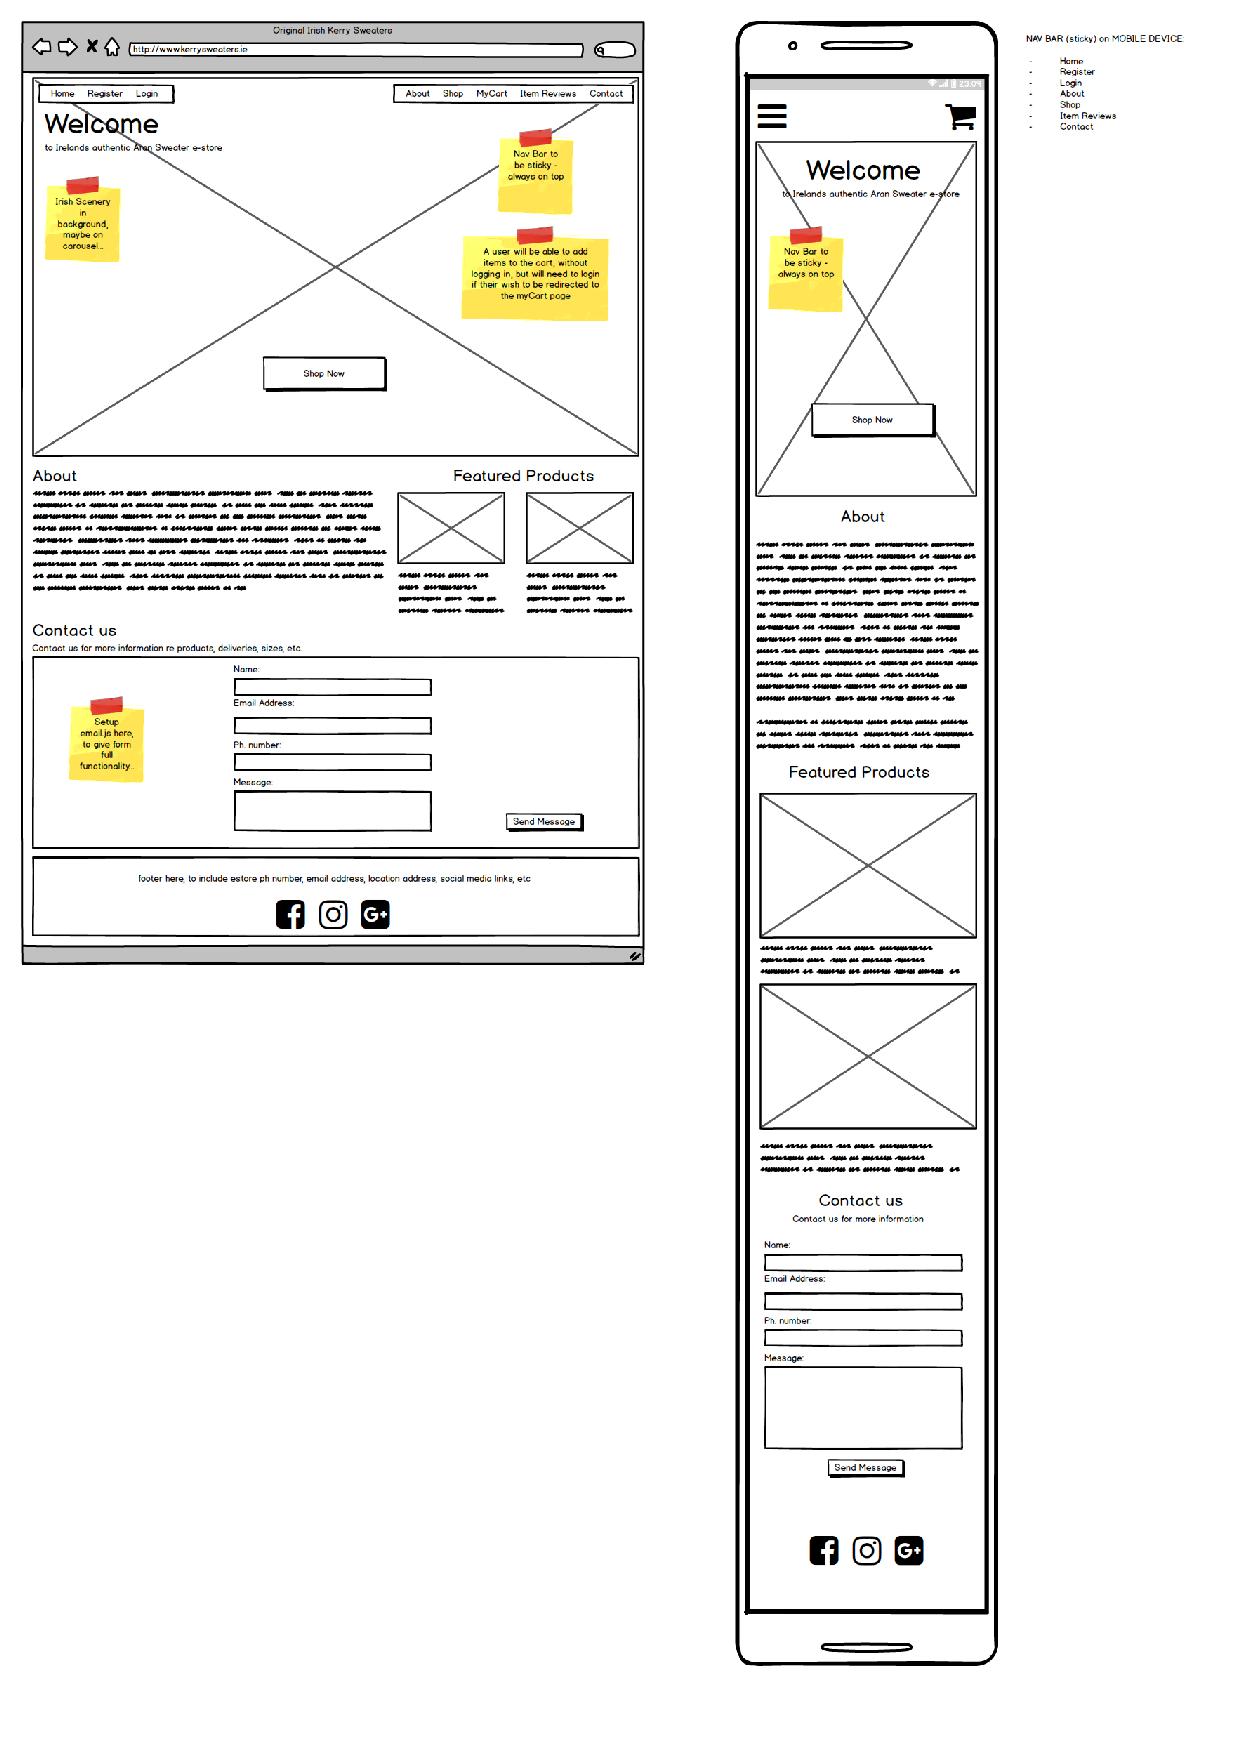 Original Irish Kerry Sweaters
http://www.kerrysweaters.ie
Home Register Login
About Shop MyCart Item Reviews Contact
Welcome
to Irelands authentic Aran Sweater e-store
Irish Scenery
in
background,
maybe on
carousel...
Nav Bar to
be sticky -
always on top
A user will be able to add
items to the cart, without
logging in, but will need to login
if their wish to be redirected to
the myCart page
Shop Now
About
Featured Products
Contact us
Contact us for more information re products, deliveries, sizes, etc.
Name:
Email Address:
Ph. number:
Message:
Setup
email.js here,
to give form
full
functionality...
Send Message
footer here, to include estore ph number, email address, location address, social media links, etc
G+
23:04
Welcome
to Irelands authentic Aran Sweater e-store
Nav Bar to
be sticky -
always on top
Shop Now
About
Featured Products
Contact us
Contact us for more information
Name:
Email Address:
Ph. number:
Message:
Send Message
G+
NAV BAR (sticky) on MOBILE DEVICE:
- Home
- Register
- Login
- About
- Shop
- Item Reviews
- Contact